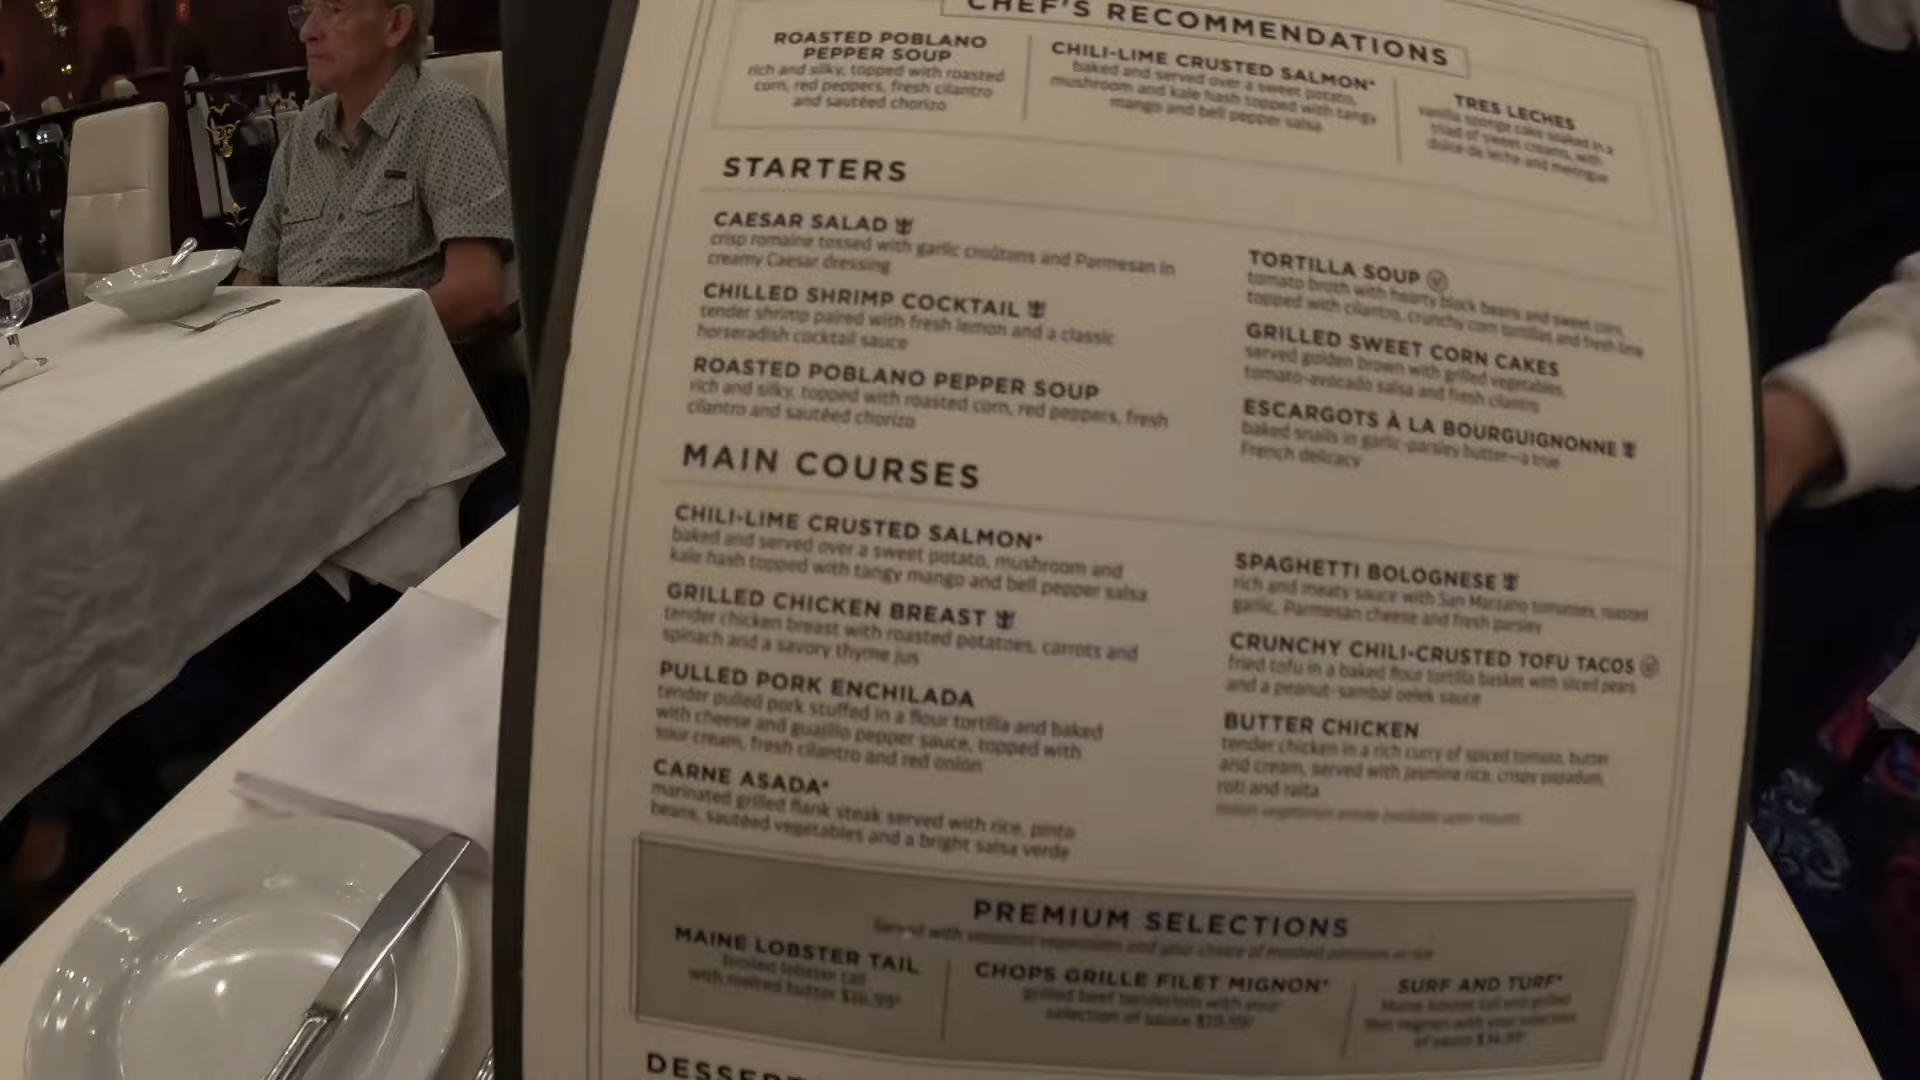 CHEF'S RECOMMENDATIONS
ROASTED POBLANO
PEPPER SOUP
rich and silky, topped with roasted
corn, red peppers, fresh cilantro
and sautéed chorizo
CHILI-LIME CRUSTED SALMON*
baked and served over a sweet potato,
mushroom and kale hash topped with tangy
mango and bell pepper salsa
TRES LECHES
vanilla sponge cake soaked in a
triad of sweet creams, with
dulce de leche and meringue
STARTERS
CAESAR SALAD
crisp romaine tossed with garlic croûtons and Parmesan in
creamy Caesar dressing
CHILLED SHRIMP COCKTAIL
tender shrimp paired with fresh lemon and a classic
horseradish cocktail sauce
ROASTED POBLANO PEPPER SOUP
rich and silky, topped with roasted corn, red peppers, fresh
cilantro and sautéed chorizo
TORTILLA SOUP
tomato broth with hearty black beans and sweet corn,
topped with cilantro, crunchy corn tortillas and fresh lime
GRILLED SWEET CORN CAKES
served golden brown with grilled vegetables,
tomato-avocado salsa and fresh cilantro
ESCARGOTS À LA BOURGUIGNONNE
baked snails in garlic-parsley butter—a true
French delicacy
MAIN COURSES
CHILI-LIME CRUSTED SALMON*
baked and served over a sweet potato, mushroom and
kale hash topped with tangy mango and bell pepper salsa
GRILLED CHICKEN BREAST
tender chicken breast with roasted potatoes, carrots and
spinach and a savory thyme jus
PULLED PORK ENCHILADA
tender pulled pork stuffed in a flour tortilla and baked
with cheese and guajillo pepper sauce, topped with
sour cream, fresh cilantro and red onion
CARNE ASADA*
marinated grilled flank steak served with rice, pinto
beans, sautéed vegetables and a bright salsa verde
SPAGHETTI BOLOGNESE
rich and meaty sauce with San Marzano tomatoes, roasted
garlic, Parmesan cheese and fresh parsley
CRUNCHY CHILI-CRUSTED TOFU TACOS
fried tofu in a baked flour tortilla basket with sliced pears
and a peanut-sambal oelek sauce
BUTTER CHICKEN
tender chicken in a rich curry of spiced tomato, butter
and cream, served with jasmine rice, crispy papadum,
roti and raita
Indian vegetarian entrée available upon request
PREMIUM SELECTIONS
Served with seasonal vegetables and your choice of mashed potatoes or rice
MAINE LOBSTER TAIL
broiled lobster tail
with melted butter
CHOPS GRILLE FILET MIGNON*
grilled beef tenderloin with your
selection of sauce
SURF AND TURF*
Maine lobster tail and grilled
filet mignon with your selection
of sauce